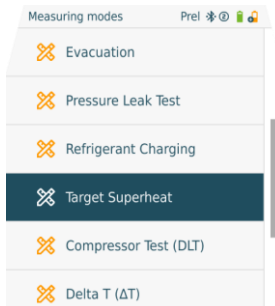 Measuring modes Prel
Evacuation
Pressure Leak Test
Refrigerant Charging
Target Superheat
Compressor Test (DLT)
Delta T (ΔT)